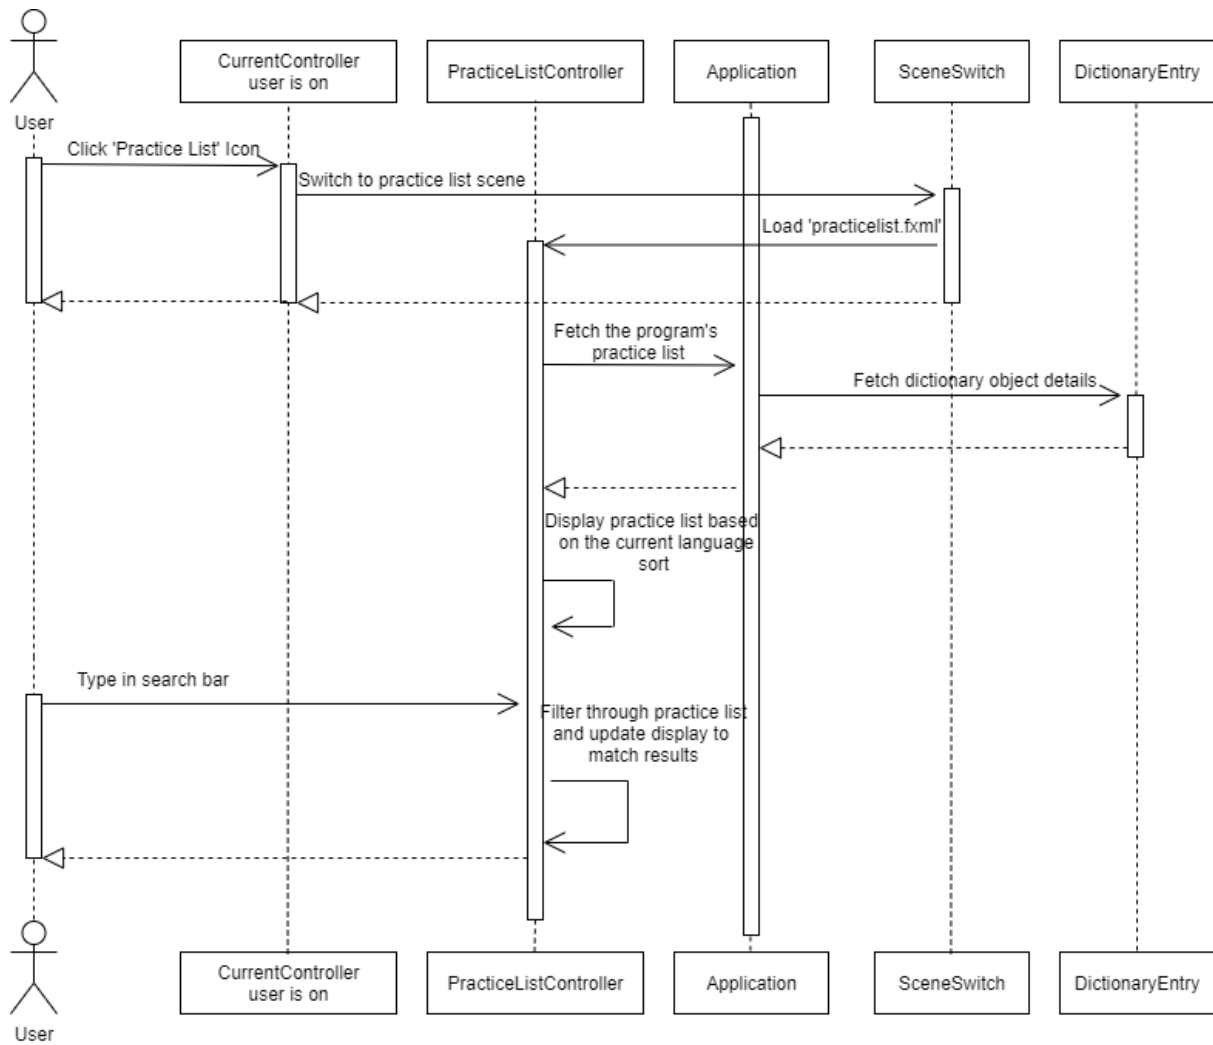 CurrentController
user is on
PracticeListController
Application
SceneSwitch
DictionaryEntry
User
Click 'Practice List' Icon
Switch to practice list scene
Load 'practicelist.fxml'
Fetch the program's
practice list
Fetch dictionary object details
Display practice list based
on the current language
sort
Type in search bar
Filter through practice list
and update display to
match results
CurrentController
user is on
PracticeListController
Application
SceneSwitch
DictionaryEntry
User